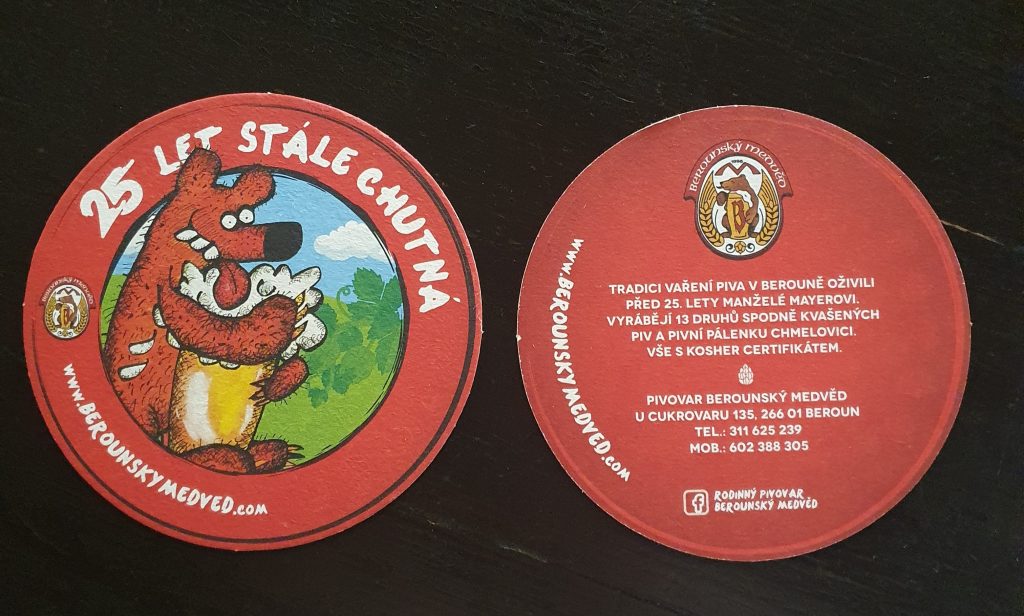 25 LET STÁLE CHUTNÁ
BEROUNSKÝ MEDVĚD
www.BEROUNSKYMEDVED.com
BEROUNSKÝ MEDVĚD
www.BEROUNSKYMEDVED.com
TRADICI VAŘENÍ PIVA V BEROUNĚ OŽIVILI
PŘED 25. LETY MANŽELÉ MAYEROVI.
VYRÁBĚJÍ 13 DRUHŮ SPODNĚ KVAŠENÝCH
PIV A PIVNÍ PÁLENKU CHMELOVICI.
VŠE S KOSHER CERTIFIKÁTEM.
PIVOVAR BEROUNSKÝ MEDVĚD
U CUKROVARU 135, 266 01 BEROUN
TEL.: 311 625 239
MOB.: 602 388 305
RODINNÝ PIVOVAR
BEROUNSKÝ MEDVĚD